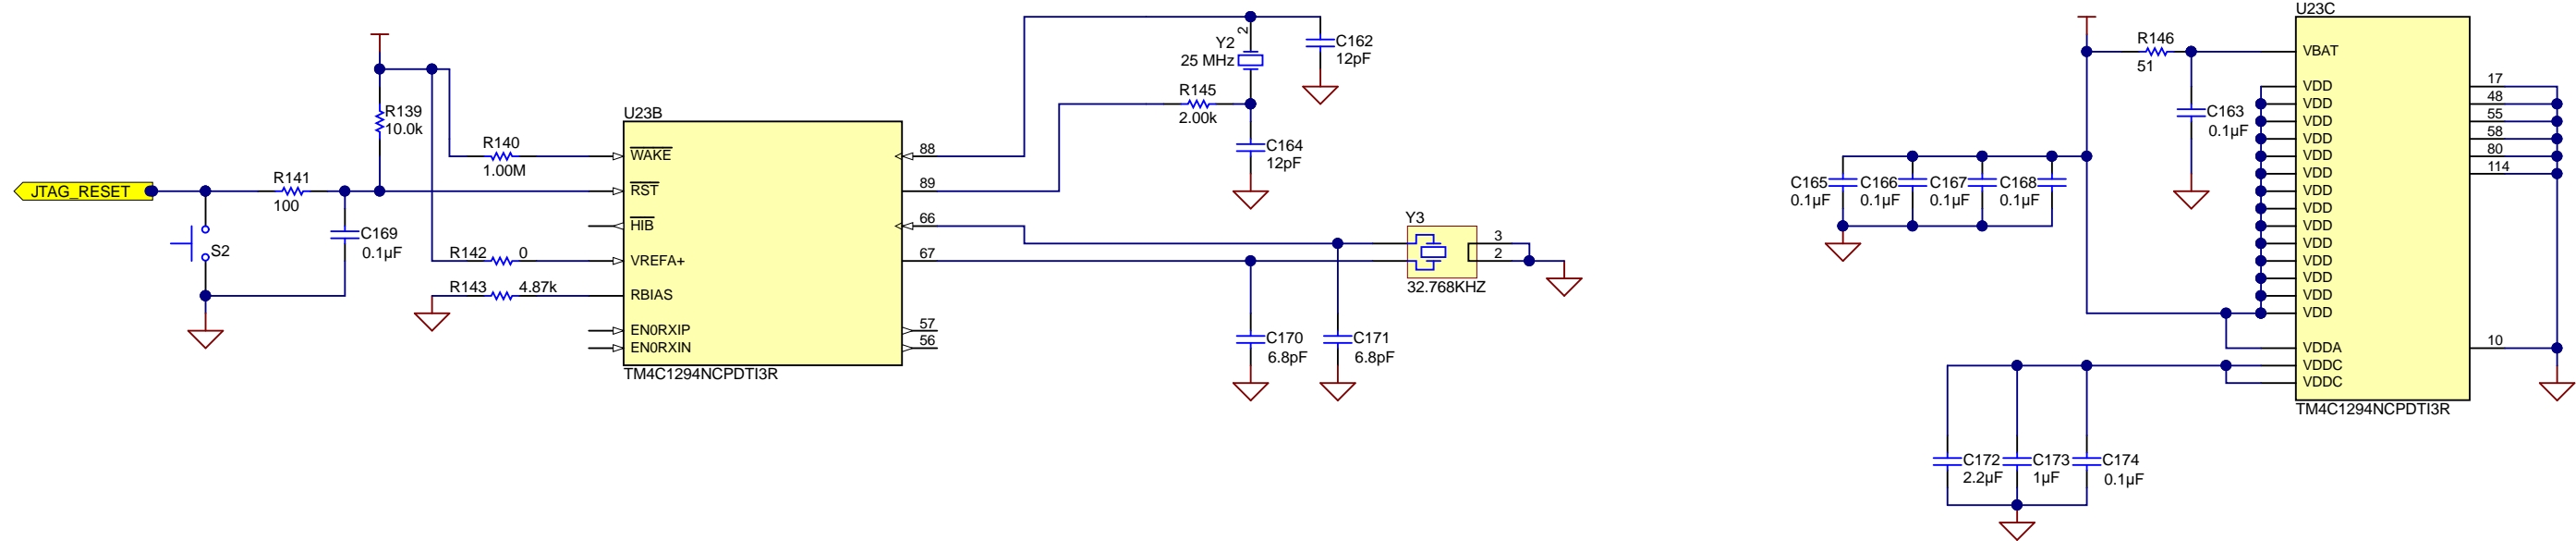 JTAG_RESET
S2
R141
100
C169
0.1µF
R139
10.0k
R140
1.00M
R142 0
R143 4.87k
U23B
WAKE
RST
HIB
VREFA+
RBIAS
EN0RXIP
EN0RXIN
88
89
66
67
57
56
TM4C1294NCPDTI3R
2
Y2
25 MHz
C162
12pF
R145
2.00k
C164
12pF
Y3
3
2
32.768KHZ
C170
6.8pF
C171
6.8pF
R146
51
C163
0.1µF
C165
0.1µF
C166
0.1µF
C167
0.1µF
C168
0.1µF
C172
2.2µF
C173
1µF
C174
0.1µF
U23C
VBAT
VDD
VDD
VDD
VDD
VDD
VDD
VDD
VDD
VDD
VDD
VDD
VDD
VDD
VDD
VDDA
VDDC
VDDC
17
48
55
58
80
114
10
TM4C1294NCPDTI3R